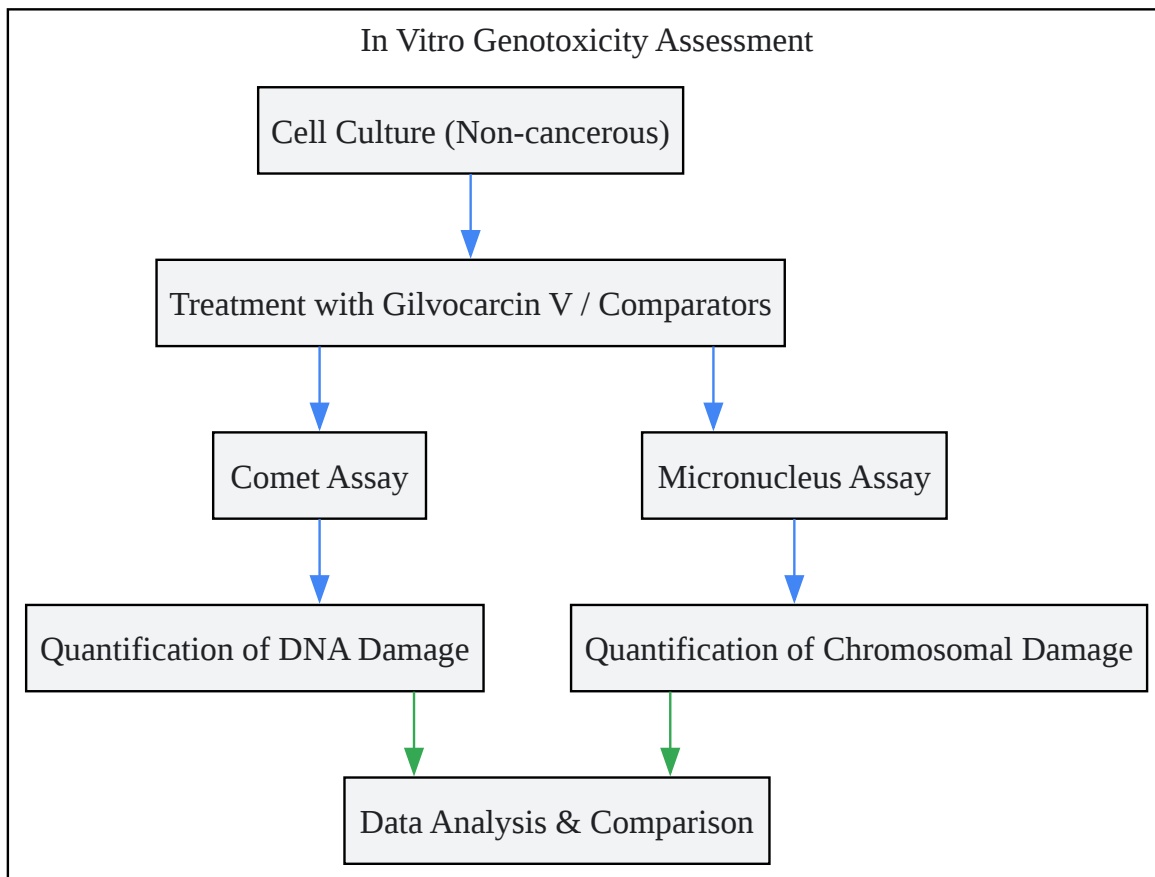 In Vitro Genotoxicity Assessment
Cell Culture (Non-cancerous)
Treatment with Gilvocarcin V / Comparators
Comet Assay
Micronucleus Assay
Quantification of DNA Damage
Quantification of Chromosomal Damage
Data Analysis & Comparison